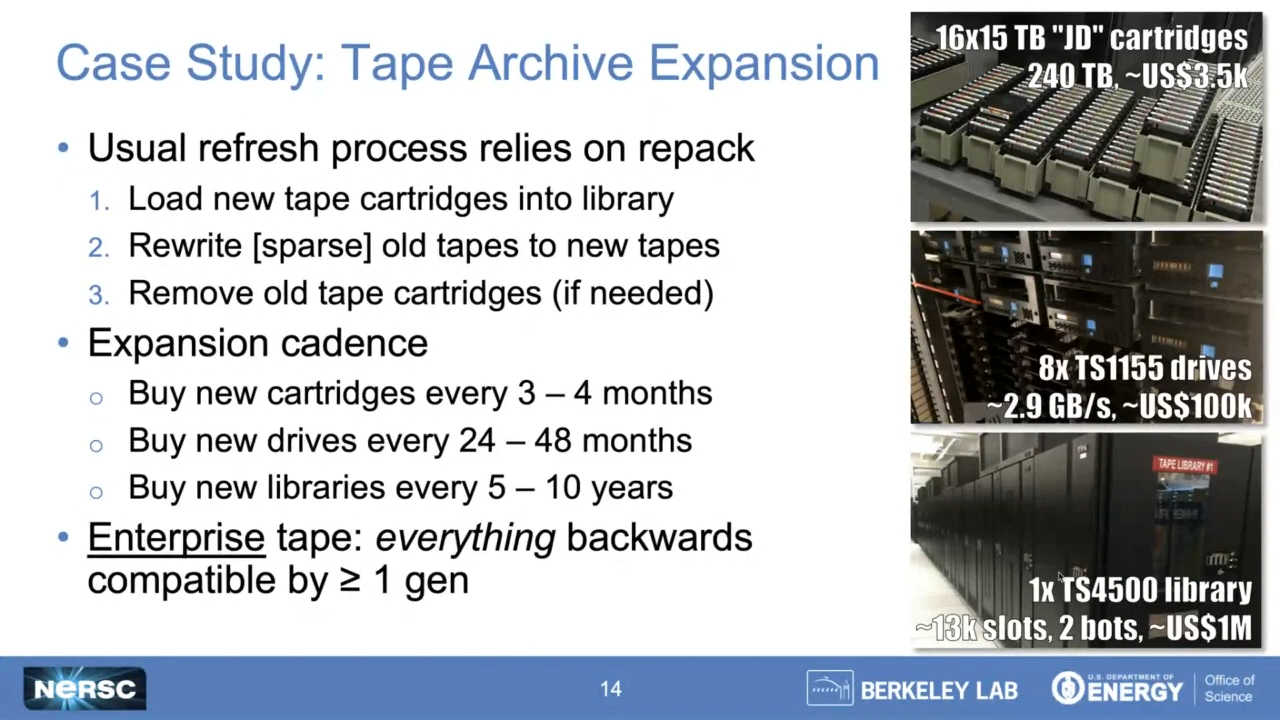 Case Study: Tape Archive Expansion
• Usual refresh process relies on repack
1. Load new tape cartridges into library
2. Rewrite [sparse] old tapes to new tapes
3. Remove old tape cartridges (if needed)
• Expansion cadence
o Buy new cartridges every 3 – 4 months
o Buy new drives every 24 – 48 months
o Buy new libraries every 5 – 10 years
• Enterprise tape: everything backwards
compatible by ≥ 1 gen
16x15 TB "JD" cartridges
240 TB, ~US$3.5k
8x TS1155 drives
~2.9 GB/s, ~US$100k
TAPE LIBRARY #1
1x TS4500 library
~13k slots, 2 bots, ~US$1M
NERSC
14
BERKELEY LAB
U.S. DEPARTMENT OF
ENERGY
Office of
Science